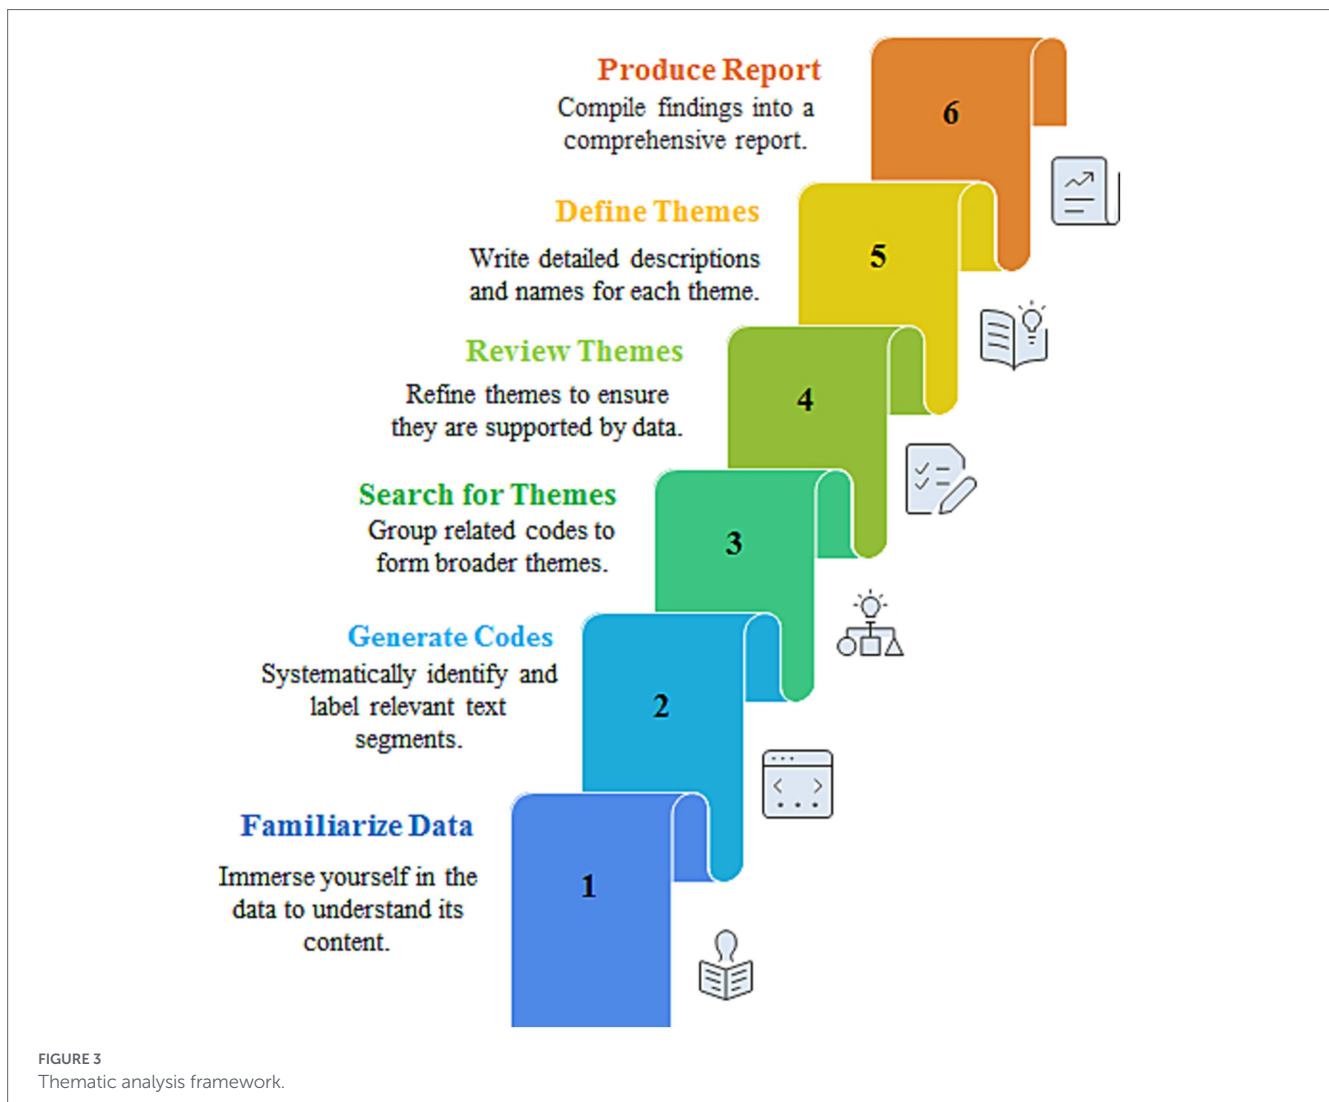 Produce Report
Compile findings into a
comprehensive report.
6
Define Themes
Write detailed descriptions
and names for each theme.
5
Review Themes
Refine themes to ensure
they are supported by data.
4
Search for Themes
Group related codes to
form broader themes.
3
Generate Codes
Systematically identify and
label relevant text
segments.
2
Familiarize Data
Immerse yourself in the
data to understand its
content.
1
FIGURE 3
Thematic analysis framework.